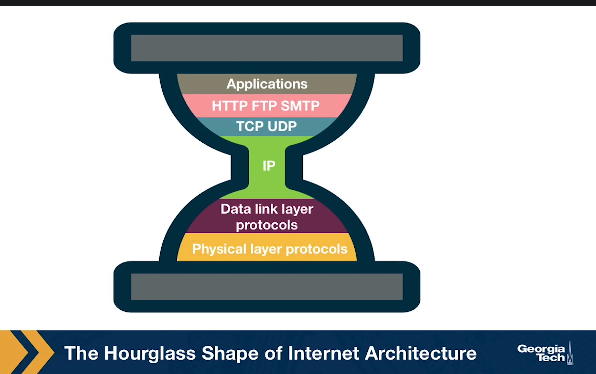 Applications
HTTP FTP SMTP
TCP UDP
IP
Data link layer
protocols
Physical layer protocols
The Hourglass Shape of Internet Architecture
Georgia
Tech